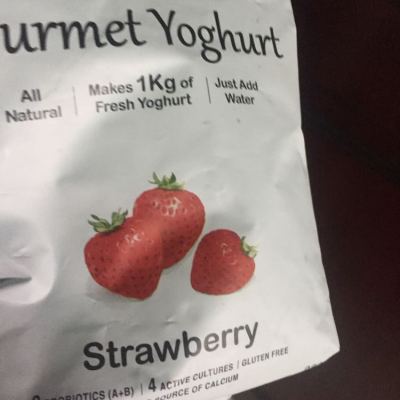 urmet Yoghurt
All Natural | Makes 1Kg of Fresh Yoghurt | Just Add Water
Strawberry
OBIOTICS (A+B) | 4 ACTIVE CULTURES | GLUTEN FREE
SOURCE OF CALCIUM